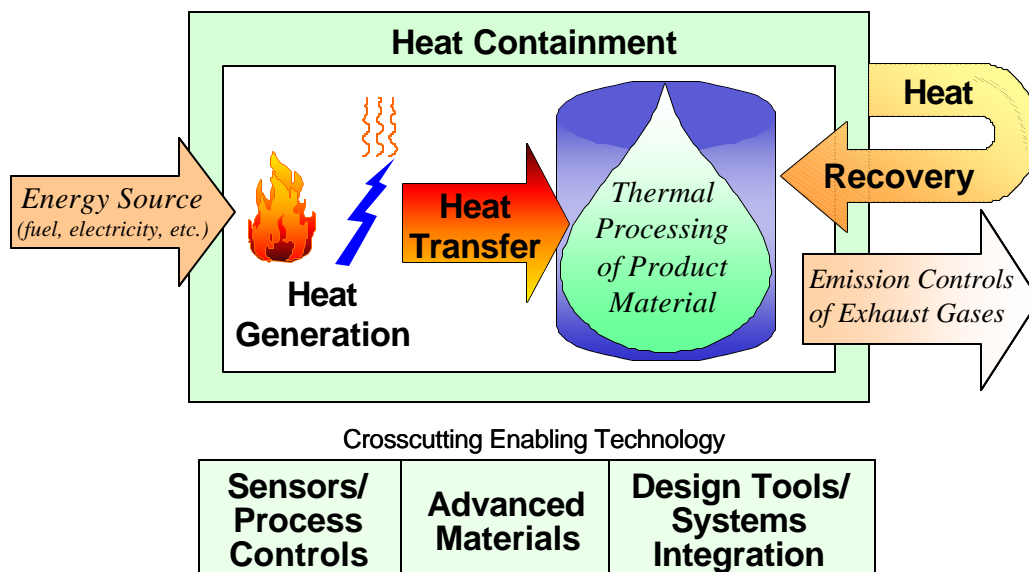 Heat Containment
Energy Source
(fuel, electricity, etc.)
Heat
Generation
Heat
Transfer
Thermal
Processing
of Product
Material
Heat
Recovery
Emission Controls
of Exhaust Gases
Crosscutting Enabling Technology
Sensors/
Process
Controls
Advanced
Materials
Design Tools/
Systems
Integration